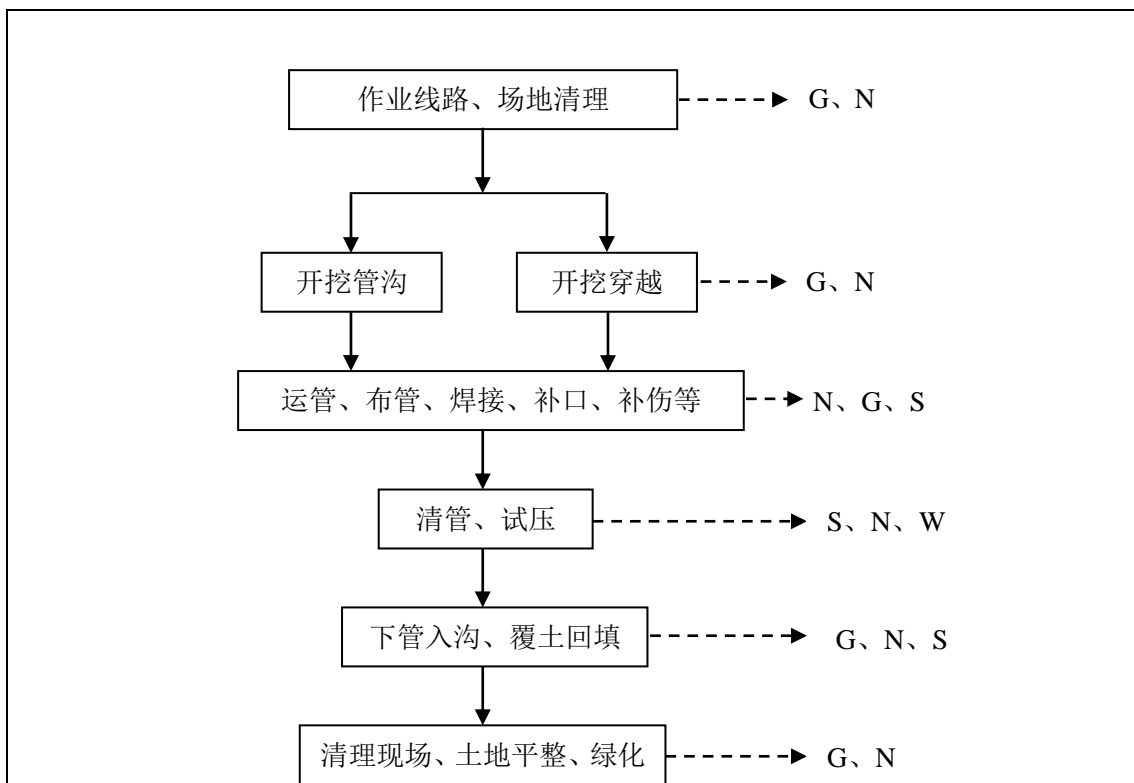 作业线路、场地清理 G、N
开挖管沟 开挖穿越 G、N
运管、布管、焊接、补口、补伤等 N、G、S
清管、试压 S、N、W
下管入沟、覆土回填 G、N、S
清理现场、土地平整、绿化 G、N